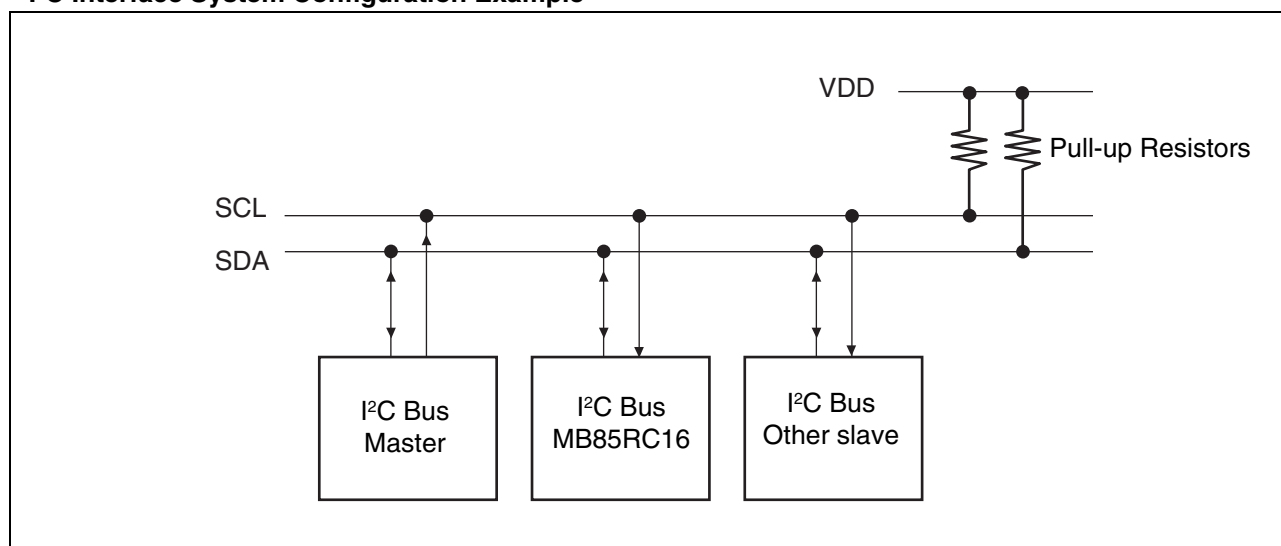 VDD
Pull-up Resistors
SCL
SDA
I²C Bus
Master
I²C Bus
MB85RC16
I²C Bus
Other slave